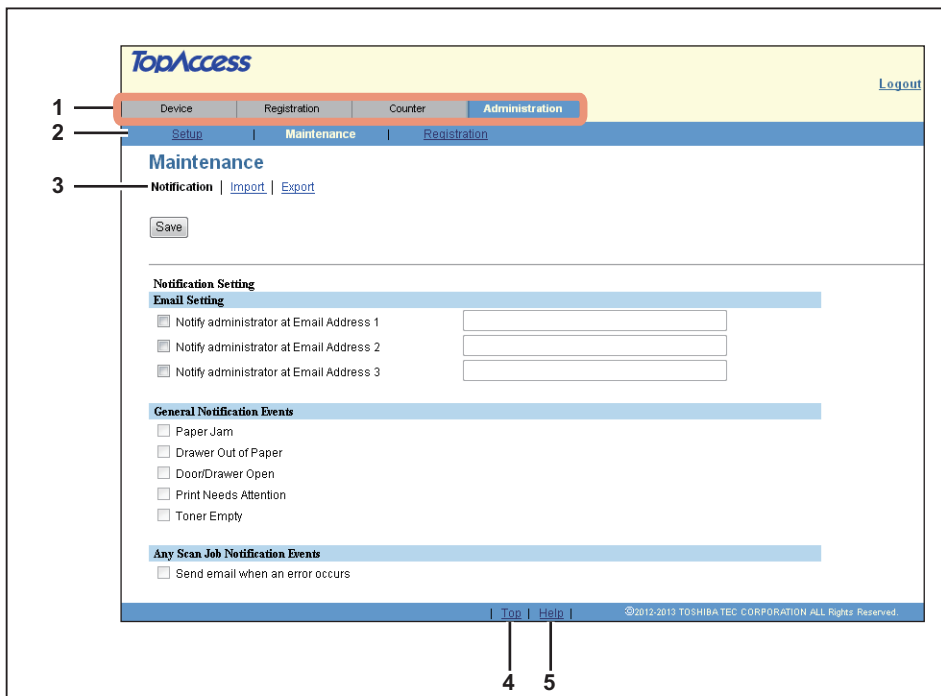 TopAccess
Logout
1 Device Registration Counter Administration
2 Setup | Maintenance | Registration
Maintenance
3 Notification | Import | Export
Save
Notification Setting
Email Setting
Notify administrator at Email Address 1
Notify administrator at Email Address 2
Notify administrator at Email Address 3
General Notification Events
Paper Jam
Drawer Out of Paper
Door/Drawer Open
Print Needs Attention
Toner Empty
Any Scan Job Notification Events
Send email when an error occurs
| Top | Help | ©2012-2013 TOSHIBA TEC CORPORATION ALL Rights Reserved.
4 5